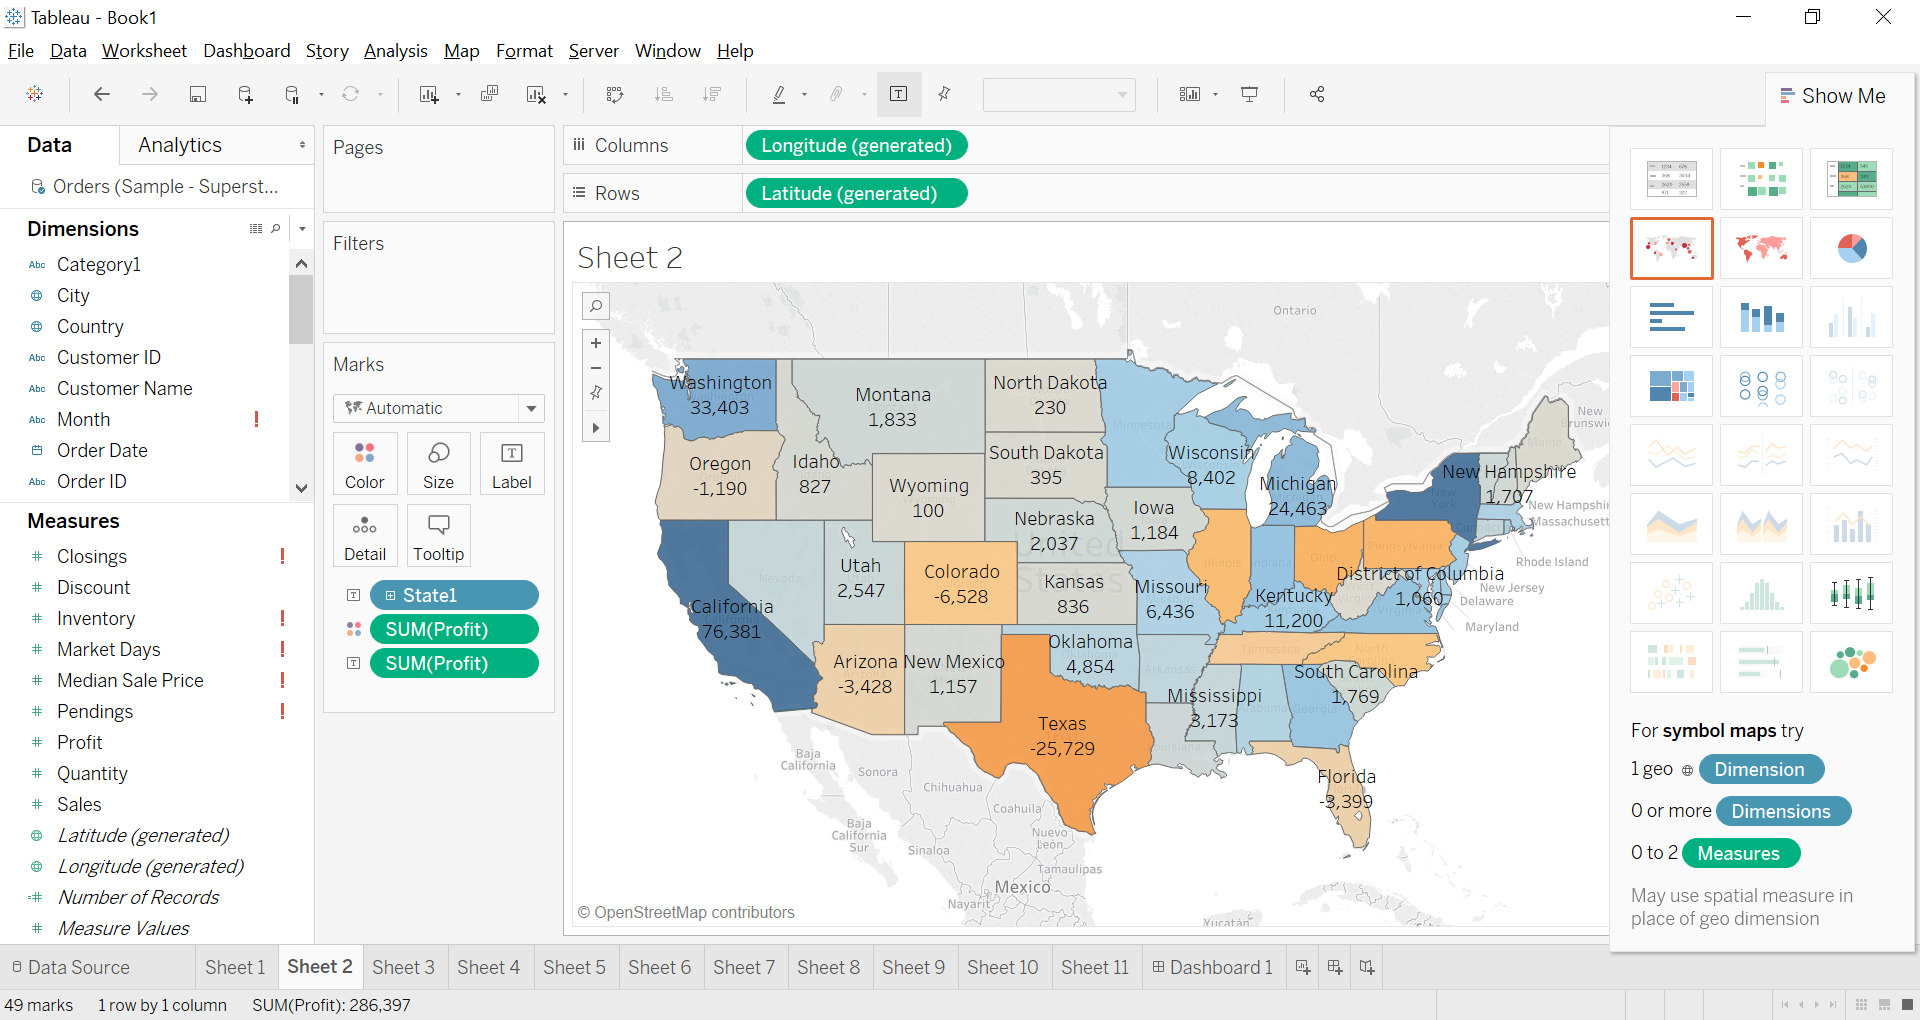 Tableau - Book1
File Data Worksheet Dashboard Story Analysis Map Format Server Window Help
Show Me
Data
Analytics
Orders (Sample - Superst...
Dimensions
Abc Category1
City
Country
Abc Customer ID
Abc Customer Name
Abc Month !
Order Date
Abc Order ID
Measures
# Closings !
# Discount
# Inventory !
# Market Days !
# Median Sale Price !
# Pendings !
# Profit
# Quantity
# Sales
Latitude (generated)
Longitude (generated)
# Number of Records
# Measure Values
Pages
Filters
Marks
Automatic
Color Size Label
Detail Tooltip
State1
SUM(Profit)
SUM(Profit)
Columns Longitude (generated)
Rows Latitude (generated)
Sheet 2
Ontario
New
Brunswi
Maine
Washington
33,403
Montana
1,833
North Dakota
230
Minnesota
Oregon
-1,190
Idaho
827
Wyoming
100
South Dakota
395
Wisconsin
8,402
Michigan
24,463
New Hampshire
1,707
New
York
New Hampshir
Massachusett
Rhode Island
Nebraska
2,037
Iowa
1,184
United
States
Nevada
Utah
2,547
Colorado
-6,528
Kansas
836
Missouri
6,436
Illinois
Indiana
Ohio
Pennsylvania
District of Columbia
1,060
New Jersey
Delaware
Maryland
Kentucky
11,200
Virginia
California
76,381
Arizona
-3,428
New Mexico
1,157
Oklahoma
4,854
Arkansas
Tennessee
North
Carolina
South Carolina
1,769
Mississippi
3,173
Alabama
Georgia
Texas
-25,729
Louisiana
Florida
-3,399
Baja
California
Sonora
Chihuahua
Coahuila
Baja
California
Sur
Sinaloa
Nuevo
León
Tamaulipas
Mexico
Nayarit
Yucatán
© OpenStreetMap contributors
For symbol maps try
1 geo Dimension
0 or more Dimensions
0 to 2 Measures
May use spatial measure in
place of geo dimension
Data Source Sheet 1 Sheet 2 Sheet 3 Sheet 4 Sheet 5 Sheet 6 Sheet 7 Sheet 8 Sheet 9 Sheet 10 Sheet 11 Dashboard 1
49 marks 1 row by 1 column SUM(Profit): 286,397